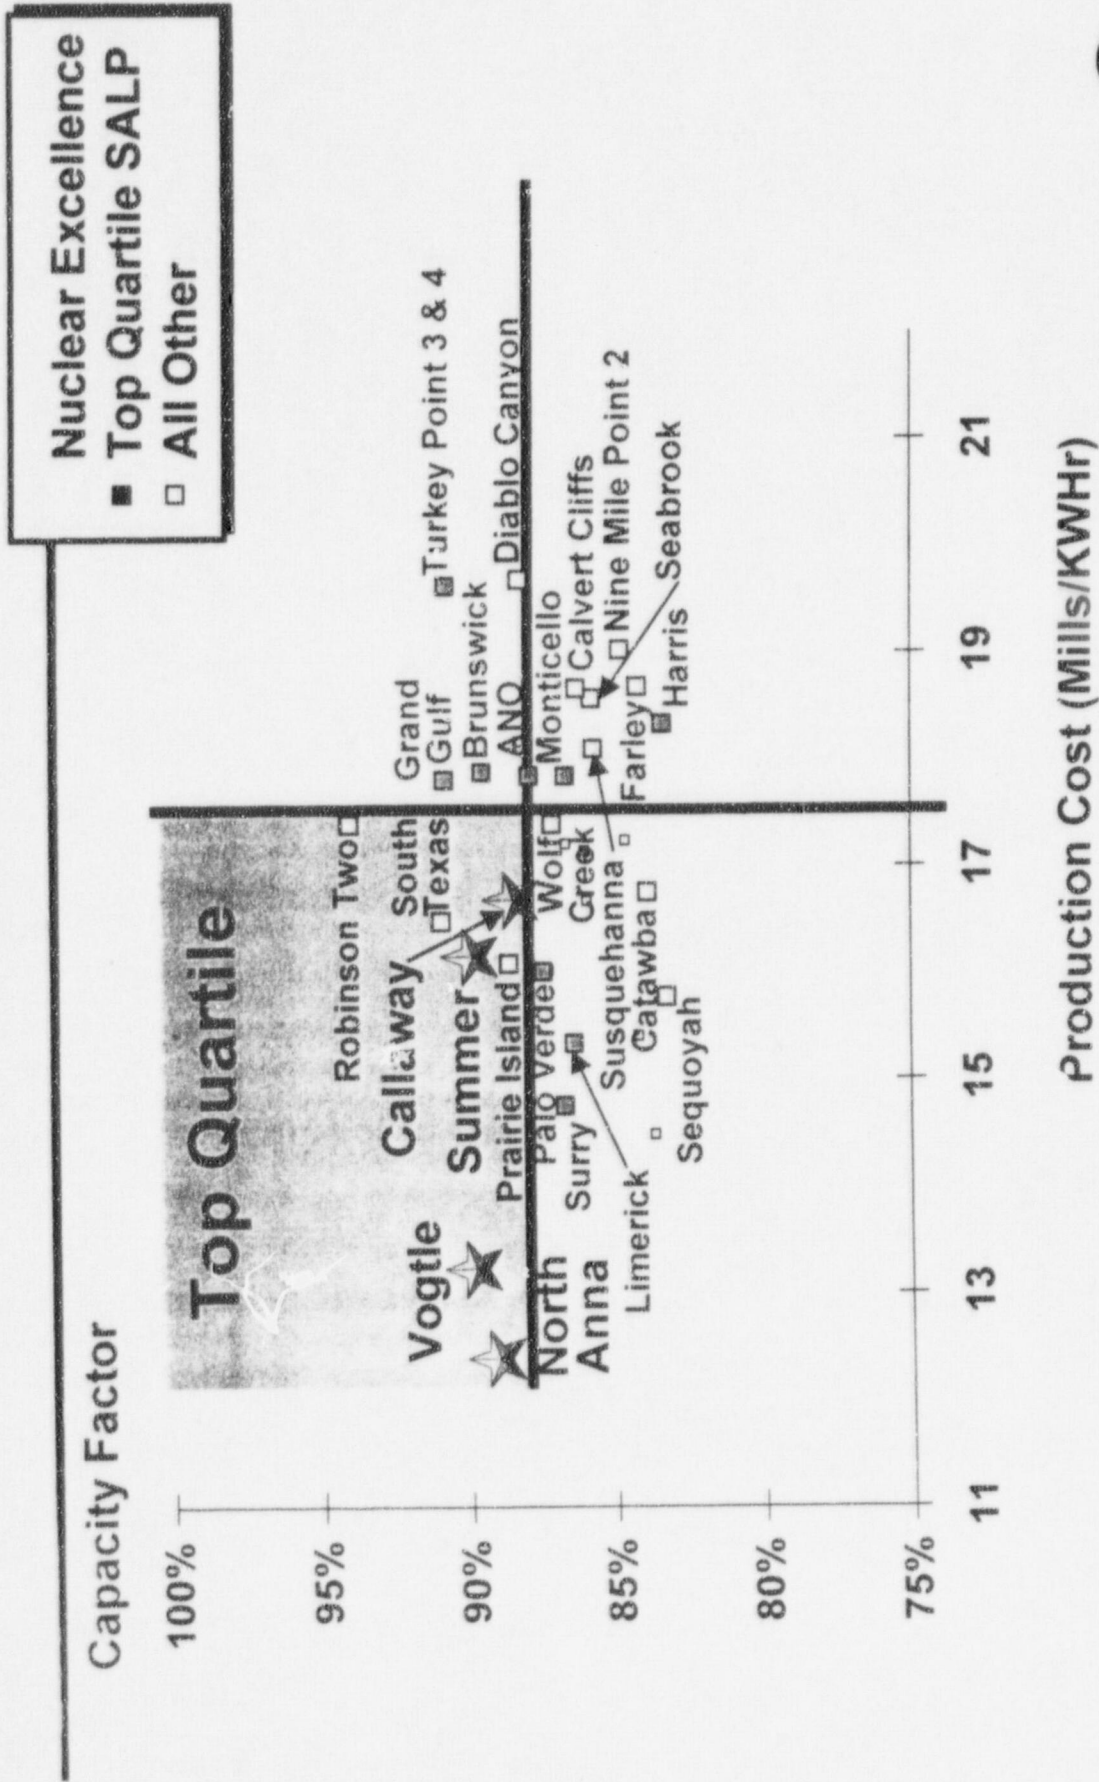 Nuclear Excellence
Top Quartile SALP
All Other
Capacity Factor
100%
95%
90%
85%
80%
75%
Top Quartile
Robinson Two
South
Texas
Grand
Gulf
Turkey Point 3 & 4
Callaway
Vogtle
Summer
Brunswick
Prairie Island
ANO
Diablo Canyon
North
Anna
Palo Verde
Wolf
Creek
Monticello
Surry
Calvert Cliffs
Limerick
Susquehanna
Nine Mile Point 2
Catawba
Farley
Seabrook
Sequoyah
Harris
11
13
15
17
19
21
Production Cost (Mills/KWHr)